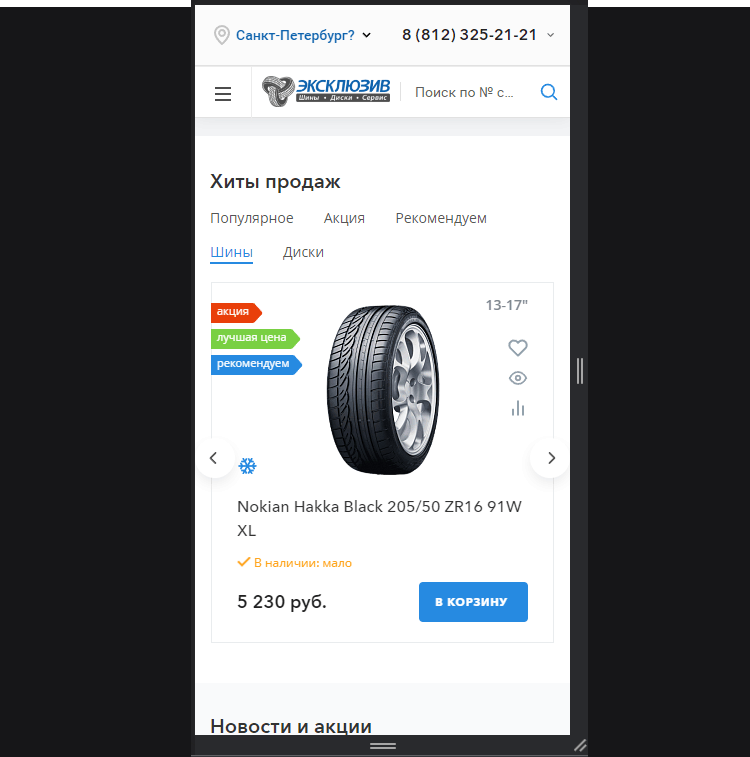 Санкт-Петербург?
8 (812) 325-21-21
ЭКСКЛЮЗИВ
Шины • Диски • Сервис
Поиск по № с...
Хиты продаж
Популярное
Акция
Рекомендуем
Шины
Диски
акция
13-17"
лучшая цена
рекомендуем
Nokian Hakka Black 205/50 ZR16 91W
XL
В наличии: мало
5 230 руб.
В КОРЗИНУ
Новости и акции